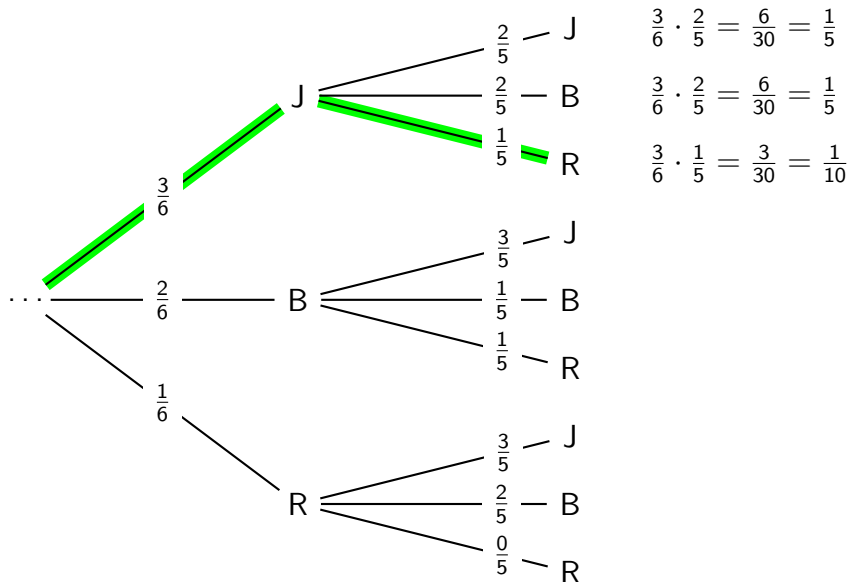 2/5 J 3/6 · 2/5 = 6/30 = 1/5
J 2/5 B 3/6 · 2/5 = 6/30 = 1/5
1/5 R 3/6 · 1/5 = 3/30 = 1/10
3/6
3/5 J
... 2/6 B 1/5 B
1/5 R
1/6
3/5 J
R 2/5 B
0/5 R